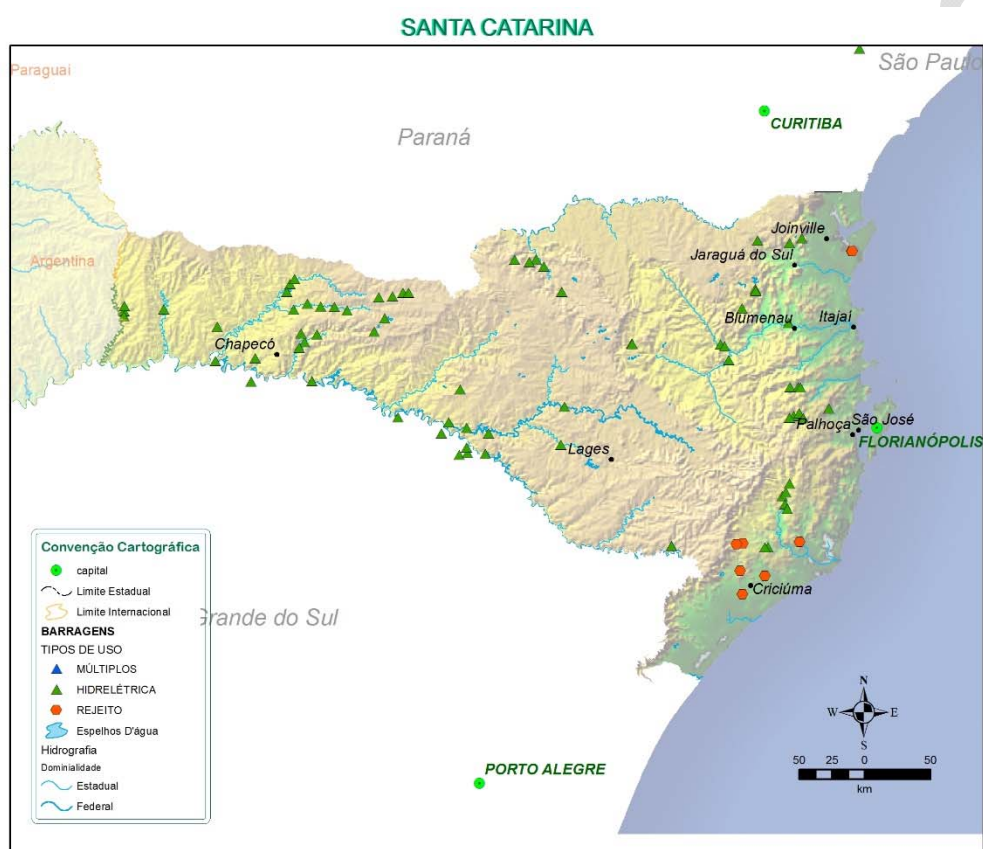 SANTA CATARINA
Paraguai
São Paulo
CURITIBA
Paraná
Joinville
Jaraguá do Sul
Argentina
Blumenau
Itajaí
Chapecó
São José
Palhoça
FLORIANÓPOLIS
Lages
Criciúma
Grande do Sul
PORTO ALEGRE
Convenção Cartográfica
capital
Limite Estadual
Limite Internacional
BARRAGENS
TIPOS DE USO
MÚLTIPLOS
HIDRELÉTRICA
REJEITO
Espelhos D'água
Hidrografia
Dominialidade
Estadual
Federal
N
W E
S
50 25 0 50
km